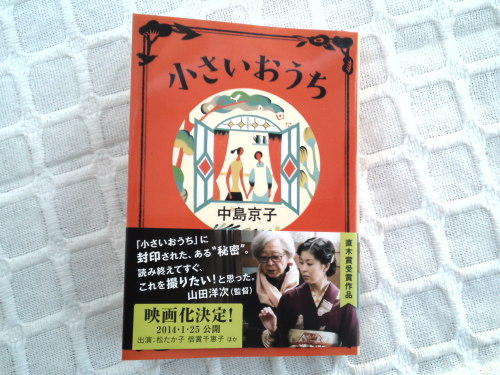 小さいおうち
中島京子
直木賞受賞作品
「小さいおうち」に
封印された、ある“秘密”。
読み終えてすぐ、
これを撮りたい!と思った。
山田洋次(監督)
映画化決定!
2014・1・25 公開
出演:松たか子 倍賞千恵子 ほか